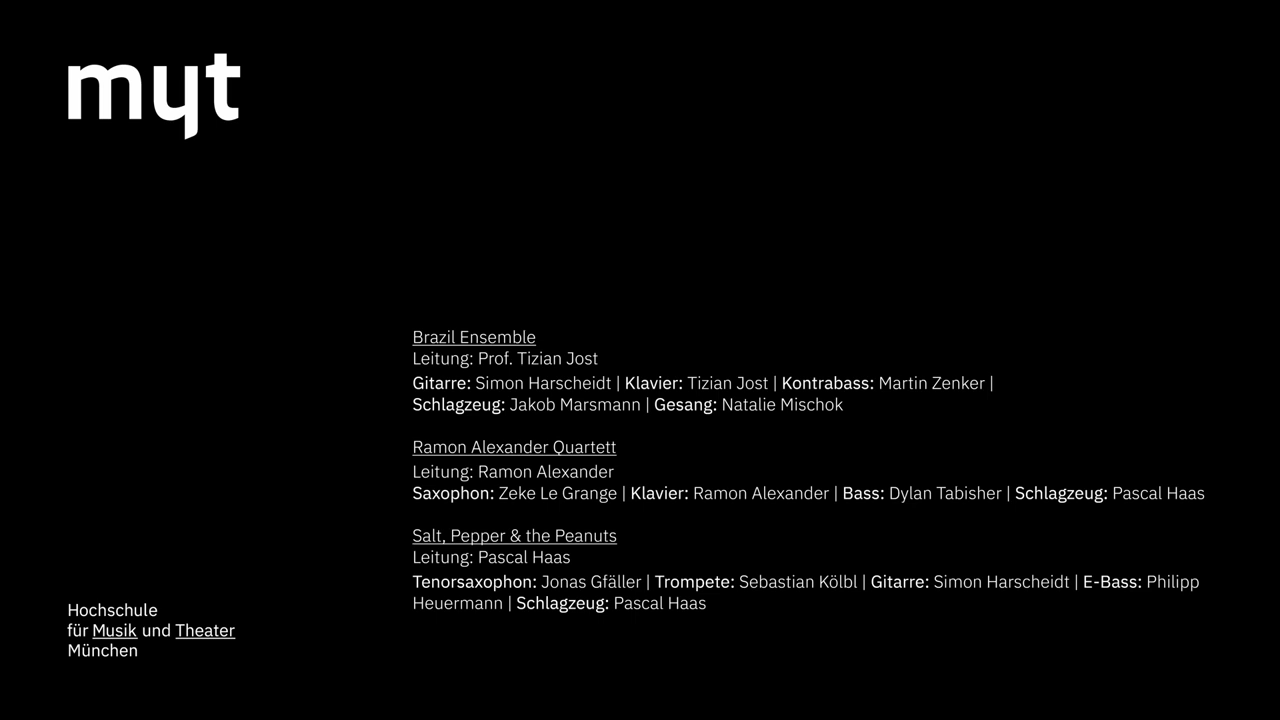 myt
Brazil Ensemble
Leitung: Prof. Tizian Jost
Gitarre: Simon Harscheidt | Klavier: Tizian Jost | Kontrabass: Martin Zenker |
Schlagzeug: Jakob Marsmann | Gesang: Natalie Mischok
Ramon Alexander Quartett
Leitung: Ramon Alexander
Saxophon: Zeke Le Grange | Klavier: Ramon Alexander | Bass: Dylan Tabisher | Schlagzeug: Pascal Haas
Salt, Pepper & the Peanuts
Leitung: Pascal Haas
Tenorsaxophon: Jonas Gfäller | Trompete: Sebastian Kölbl | Gitarre: Simon Harscheidt | E-Bass: Philipp
Heuermann | Schlagzeug: Pascal Haas
Hochschule
für Musik und Theater
München